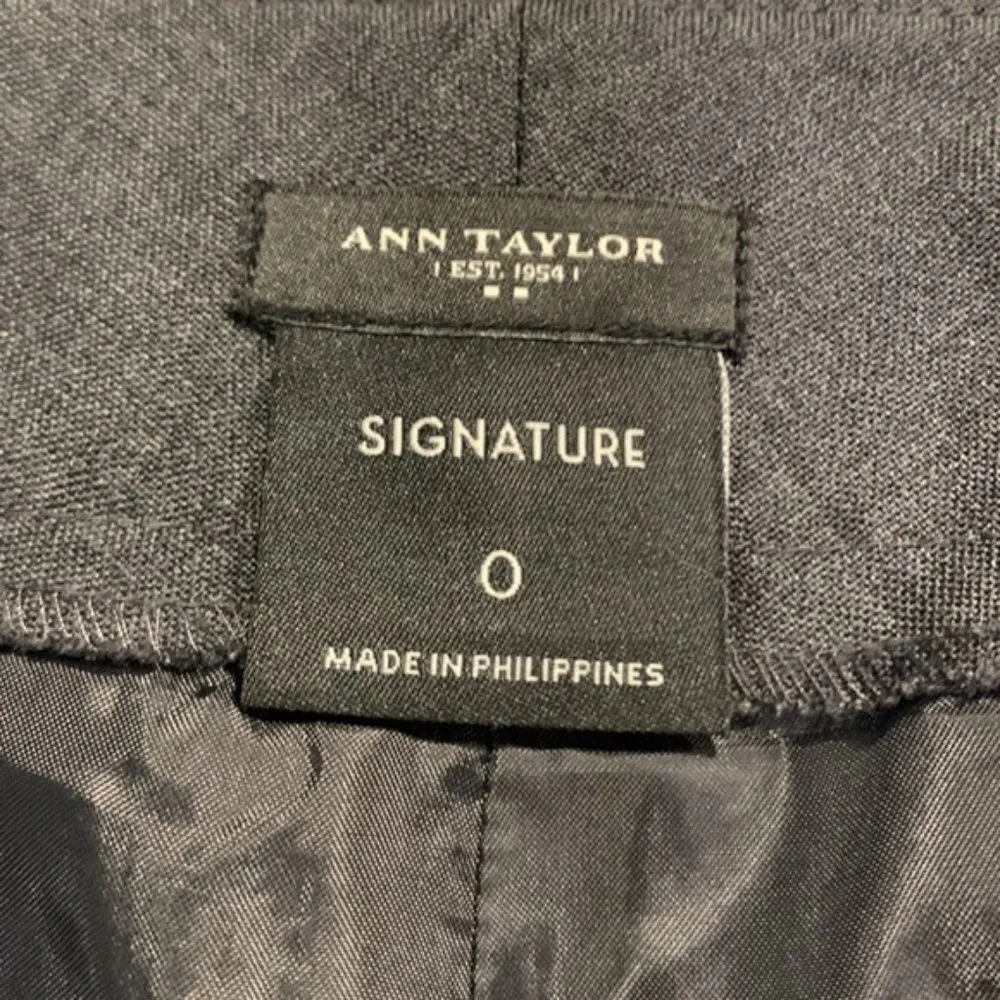 ANN TAYLOR
| EST. 1954 |
SIGNATURE
0
MADE IN PHILIPPINES